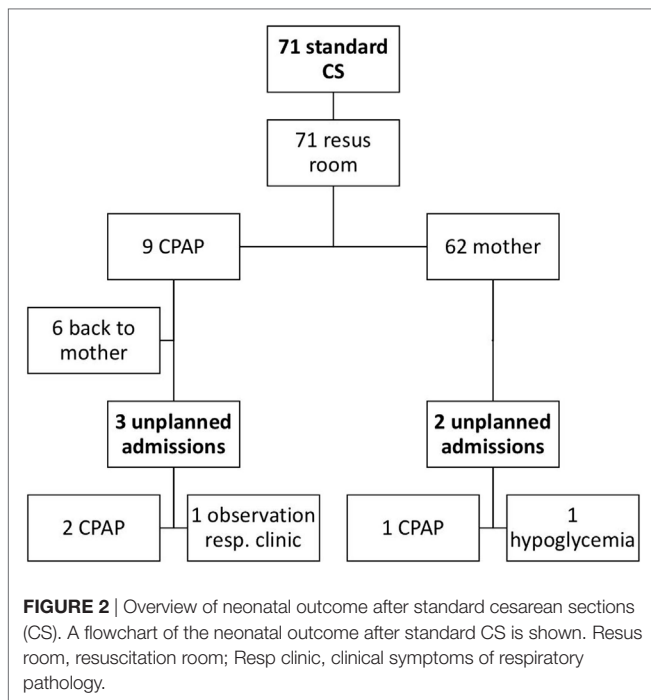 71 standard
CS
71 resus
room
9 CPAP
62 mother
6 back to
mother
3 unplanned
admissions
2 unplanned
admissions
2 CPAP
1 observation
resp. clinic
1 CPAP
1
hypoglycemia
FIGURE 2 | Overview of neonatal outcome after standard cesarean sections
(CS). A flowchart of the neonatal outcome after standard CS is shown. Resus
room, resuscitation room; Resp clinic, clinical symptoms of respiratory
pathology.